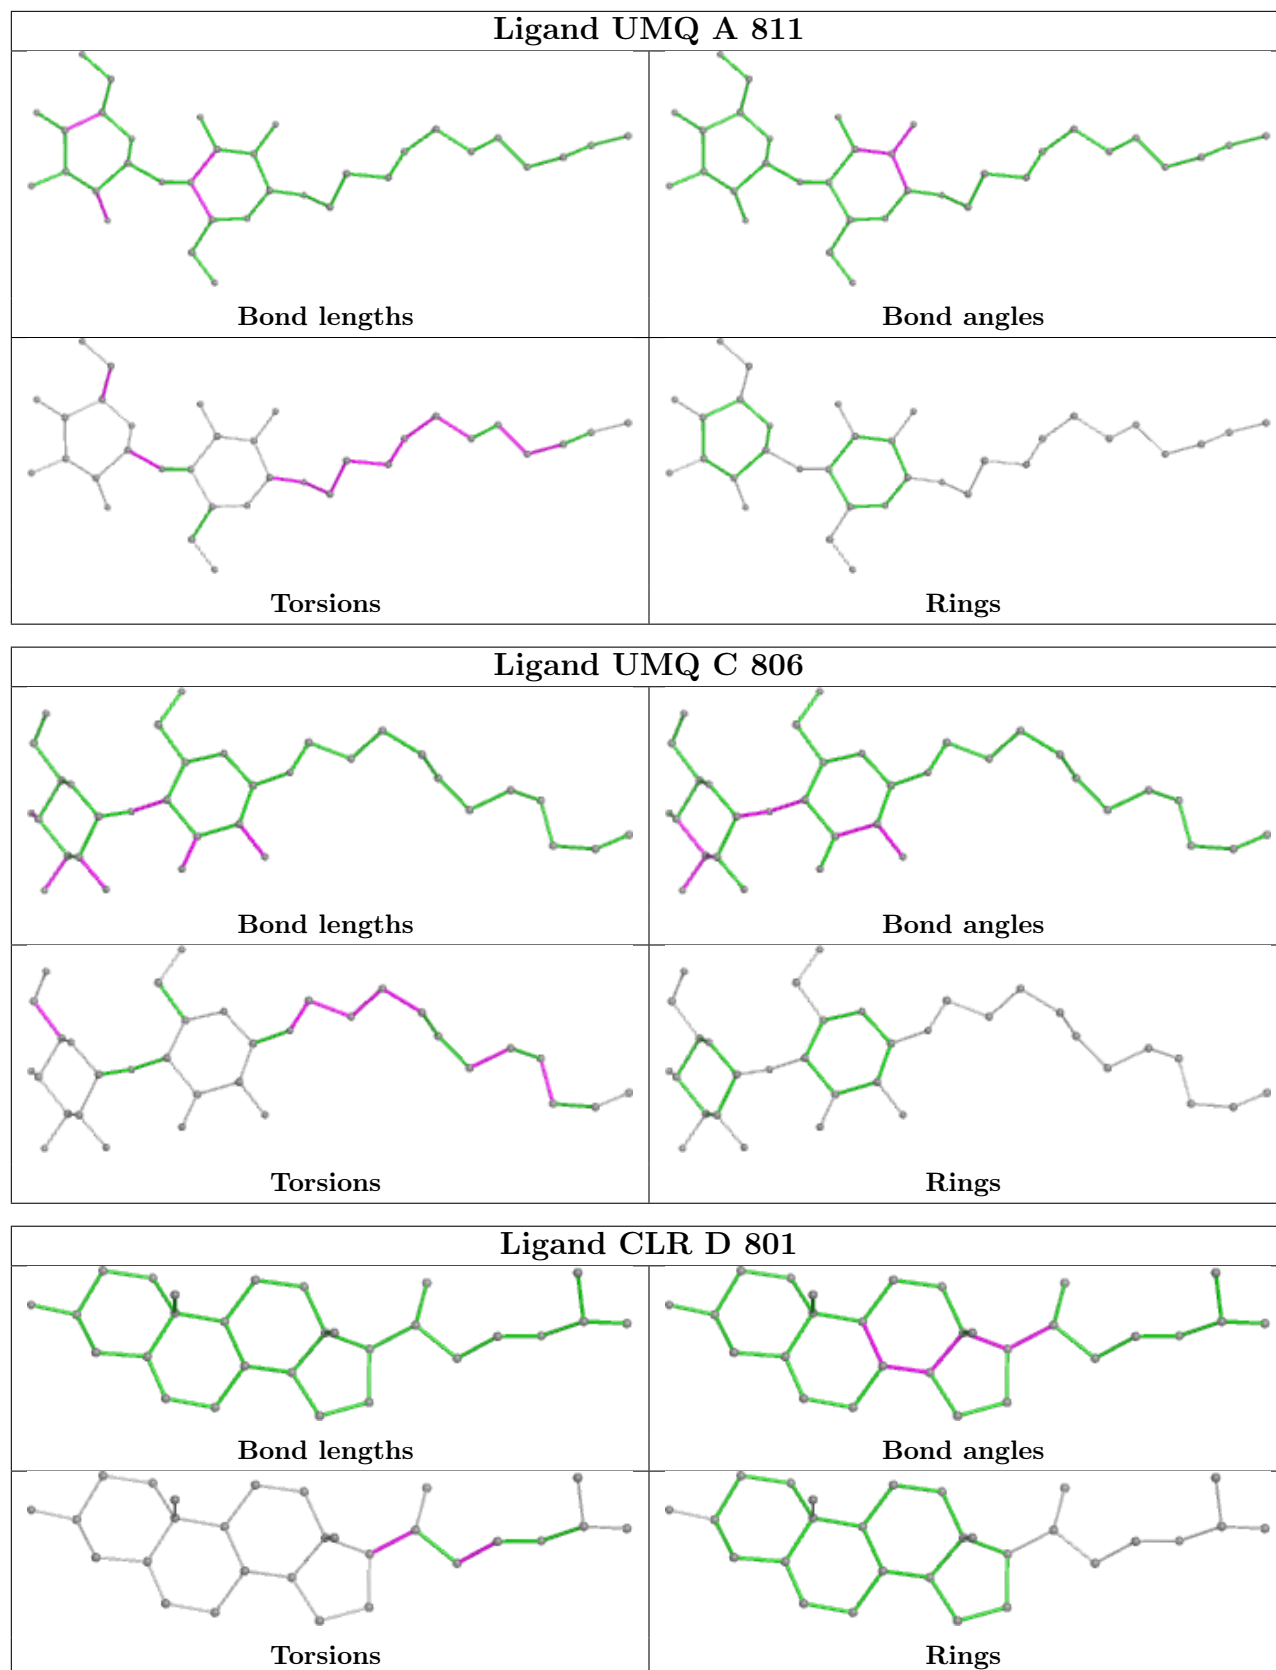 Ligand UMQ A 811
Bond lengths
Bond angles
Torsions
Rings
Ligand UMQ C 806
Bond lengths
Bond angles
Torsions
Rings
Ligand CLR D 801
Bond lengths
Bond angles
Torsions
Rings